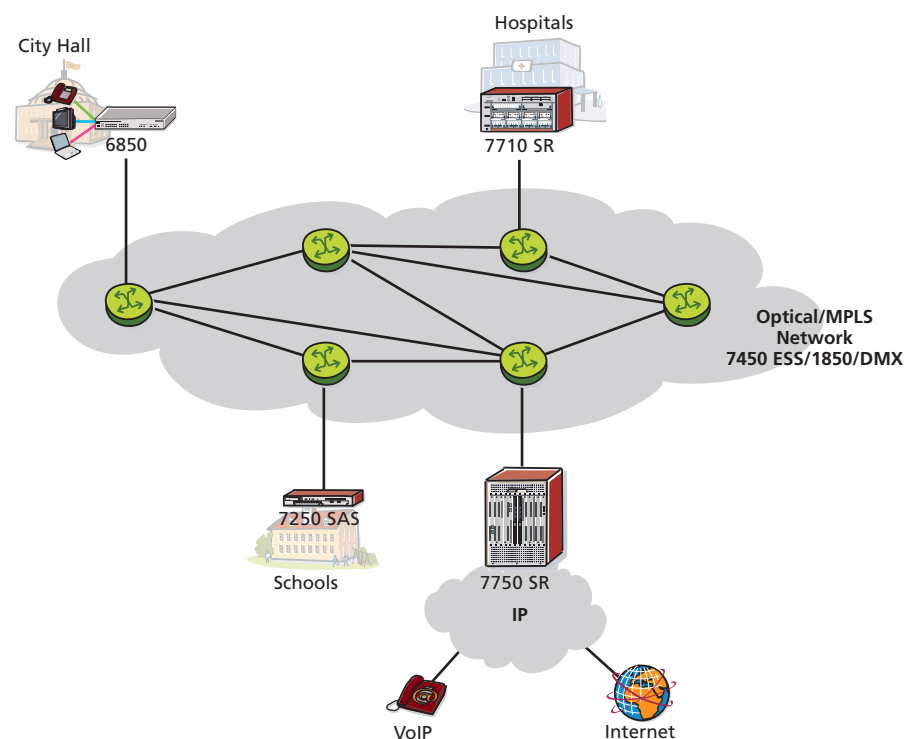 Hospitals
City Hall
6850
7710 SR
Optical/MPLS
Network
7450 ESS/1850/DMX
7250 SAS
Schools
7750 SR
IP
VoIP
Internet